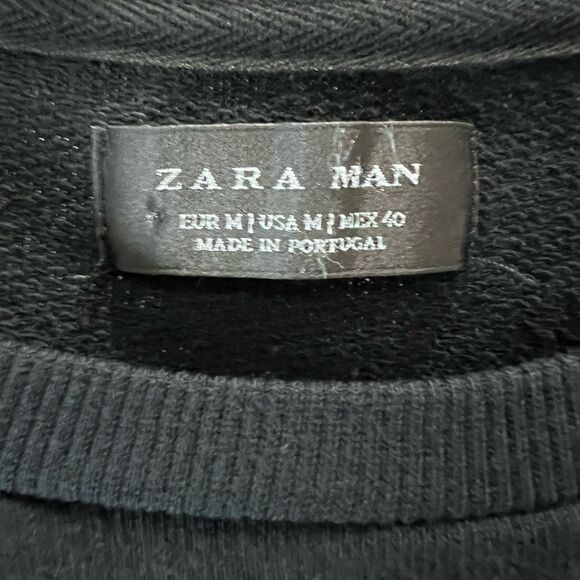 ZARA MAN
EUR M | USA M | MEX 40
MADE IN PORTUGAL